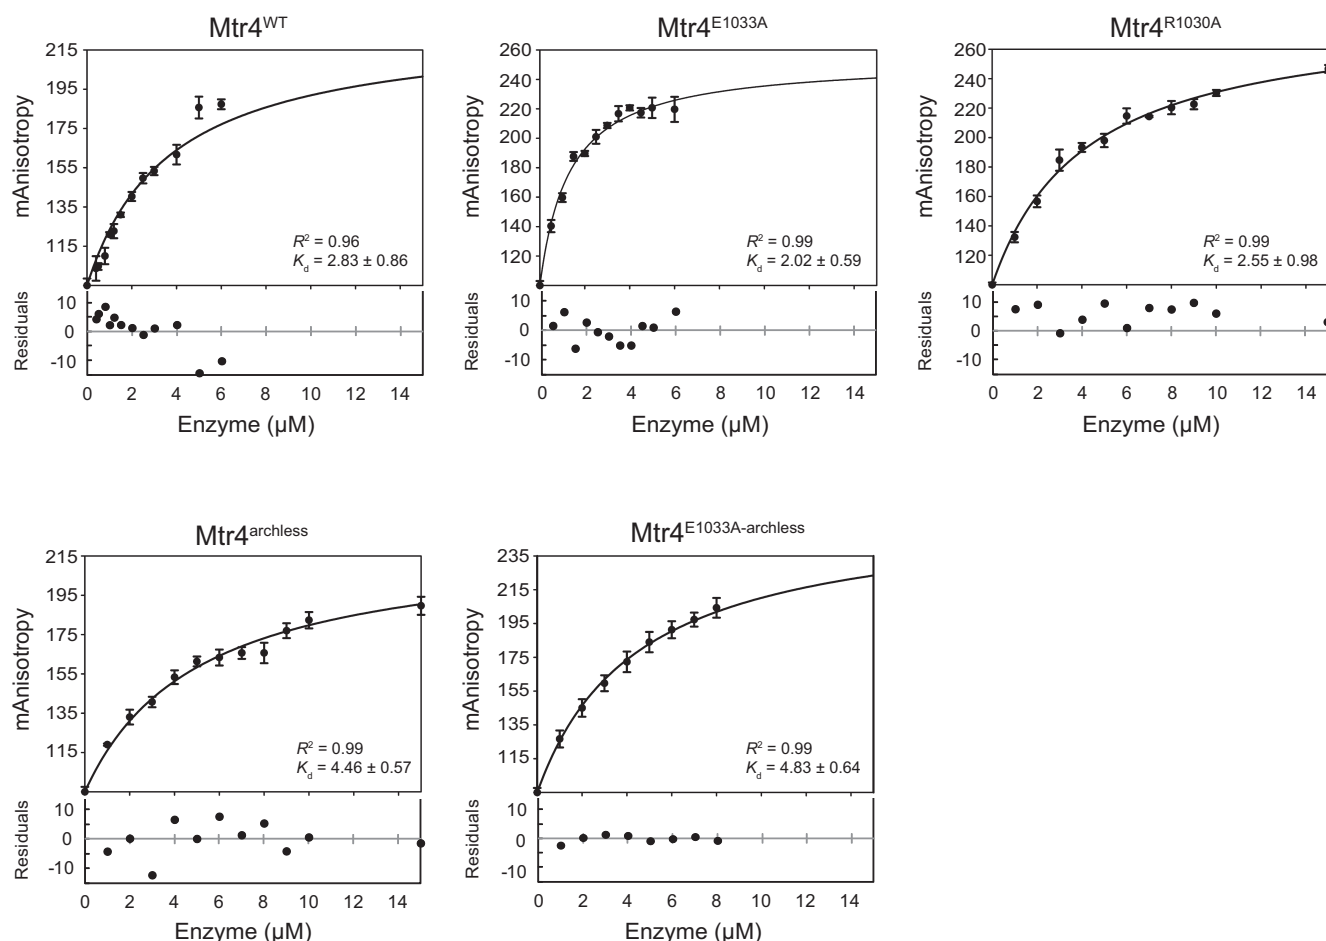 Mtr4WT
mAnisotropy
215
195
175
155
135
115
R2 = 0.96
Kd = 2.83 ± 0.86
Residuals
10
0
-10
0 2 4 6 8 10 12 14
Enzyme (µM)
Mtr4E1033A
mAnisotropy
260
240
220
200
180
160
140
120
R2 = 0.99
Kd = 2.02 ± 0.59
Residuals
10
0
-10
0 2 4 6 8 10 12 14
Enzyme (µM)
Mtr4R1030A
mAnisotropy
260
240
220
200
180
160
140
120
100
R2 = 0.99
Kd = 2.55 ± 0.98
Residuals
10
0
-10
0 2 4 6 8 10 12 14
Enzyme (µM)
Mtr4archless
mAnisotropy
215
195
175
155
135
115
R2 = 0.99
Kd = 4.46 ± 0.57
Residuals
10
0
-10
0 2 4 6 8 10 12 14
Enzyme (µM)
Mtr4E1033A-archless
mAnisotropy
235
215
195
175
155
135
115
R2 = 0.99
Kd = 4.83 ± 0.64
Residuals
10
0
-10
0 2 4 6 8 10 12 14
Enzyme (µM)